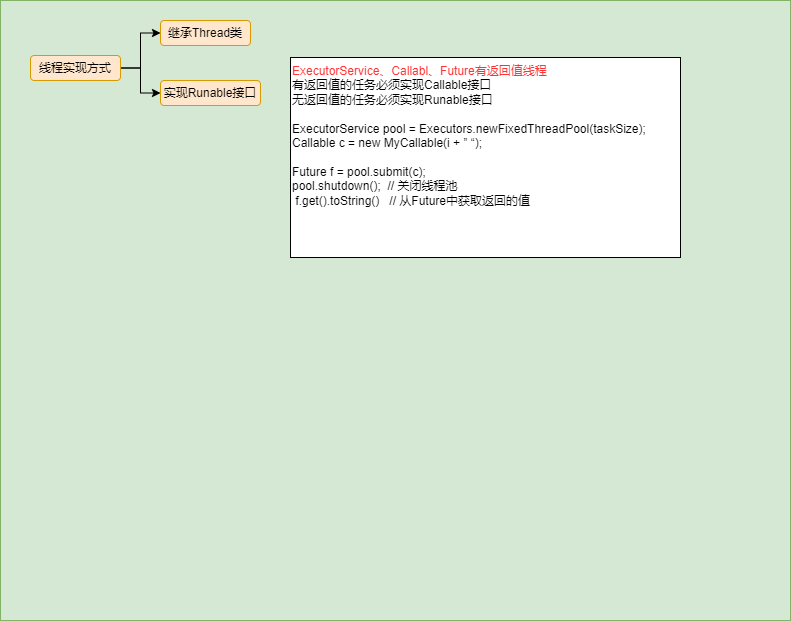 继承Thread类
线程实现方式
实现Runable接口
ExecutorService、Callabl、Future有返回值线程
有返回值的任务必须实现Callable接口
无返回值的任务必须实现Runable接口
ExecutorService pool = Executors.newFixedThreadPool(taskSize);
Callable c = new MyCallable(i + ” “);
Future f = pool.submit(c);
pool.shutdown();  // 关闭线程池
f.get().toString()   // 从Future中获取返回的值